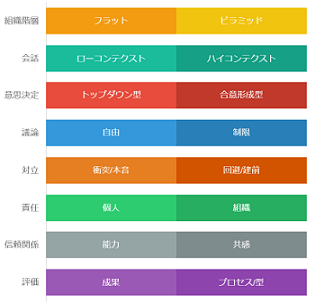 組織階層 フラット ピラミッド
会話 ローコンテクスト ハイコンテクスト
意思決定 トップダウン型 合意形成型
議論 自由 制限
対立 衝突/本音 回避/建前
責任 個人 組織
信頼関係 能力 共感
評価 成果 プロセス/型